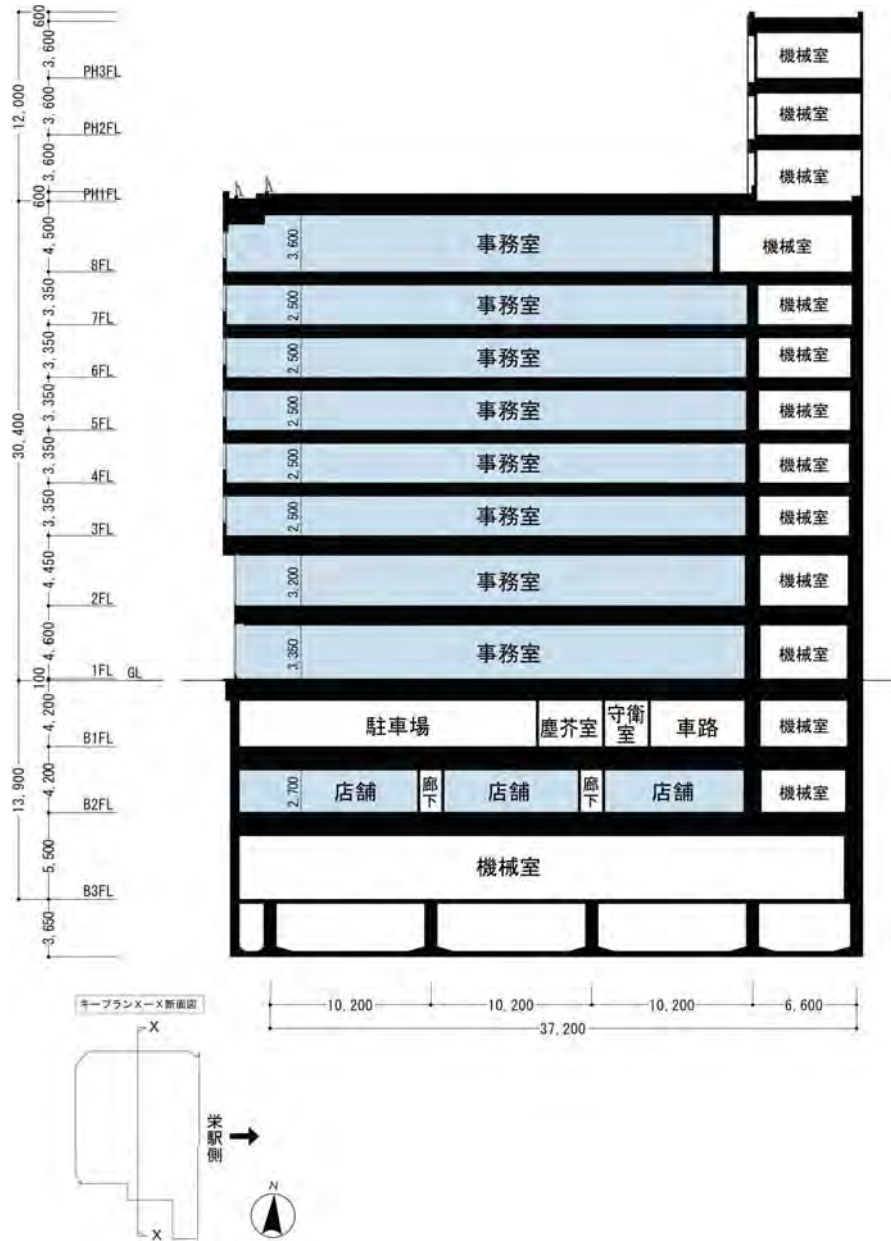 600
3,600
PH3FL
機械室
12,000
3,600
PH2FL
機械室
3,600
PH1FL
機械室
600
4,500
8FL
3,600
事務室
機械室
3,350
7FL
2,500
事務室
機械室
3,350
6FL
2,500
事務室
機械室
30,400
3,350
5FL
2,500
事務室
機械室
3,350
4FL
2,500
事務室
機械室
3,350
3FL
2,500
事務室
機械室
4,450
2FL
3,200
事務室
機械室
4,600
1FL GL
3,350
事務室
機械室
100
4,200
B1FL
駐車場
塵芥室
守衛
室
車路
機械室
13,900
4,200
B2FL
2,700
店舗
廊
下
店舗
廊
下
店舗
機械室
5,500
B3FL
機械室
3,650
10,200 10,200 10,200 6,600
37,200
キープランX-X断面図
X
栄駅側
N
X